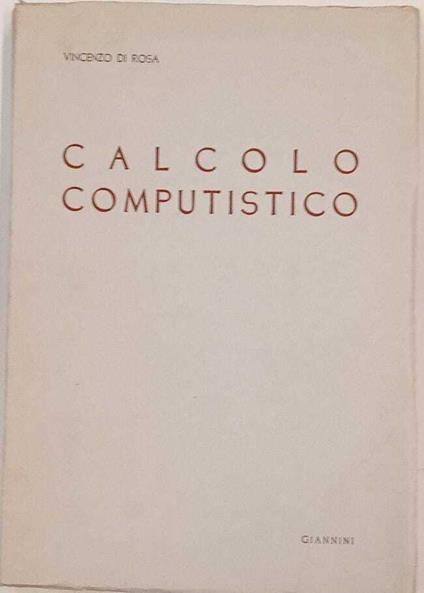 VINCENZO DI ROSA
CALCOLO
COMPUTISTICO
GIANNINI